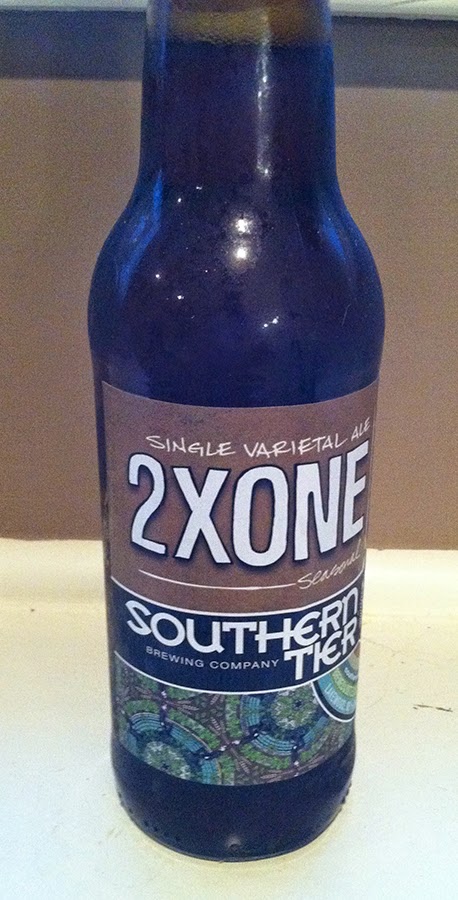 SINGLE VARIETAL ALE
2XONE
Seasonal
SOUTHERN
BREWING COMPANY TIER